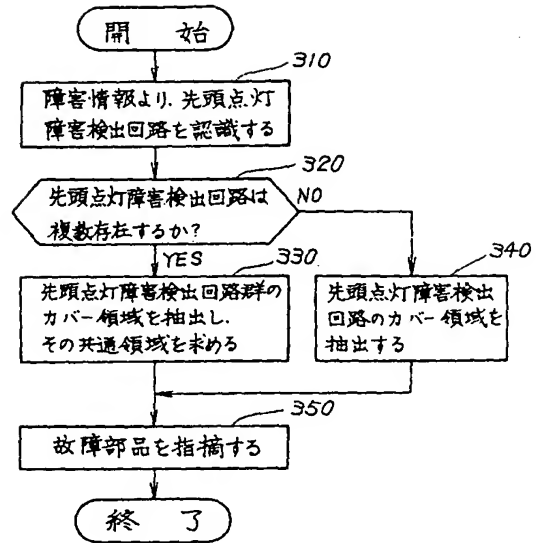 開 始
310
障害情報より、先頭点灯
障害検出回路を認識する
320
先頭点灯障害検出回路は
複数存在するか?
NO
YES
330
先頭点灯障害検出回路群の
カバー領域を抽出し、
その共通領域を求める
340
先頭点灯障害検出
回路のカバー領域を
抽出する
350
故障部品を指摘する
終 了